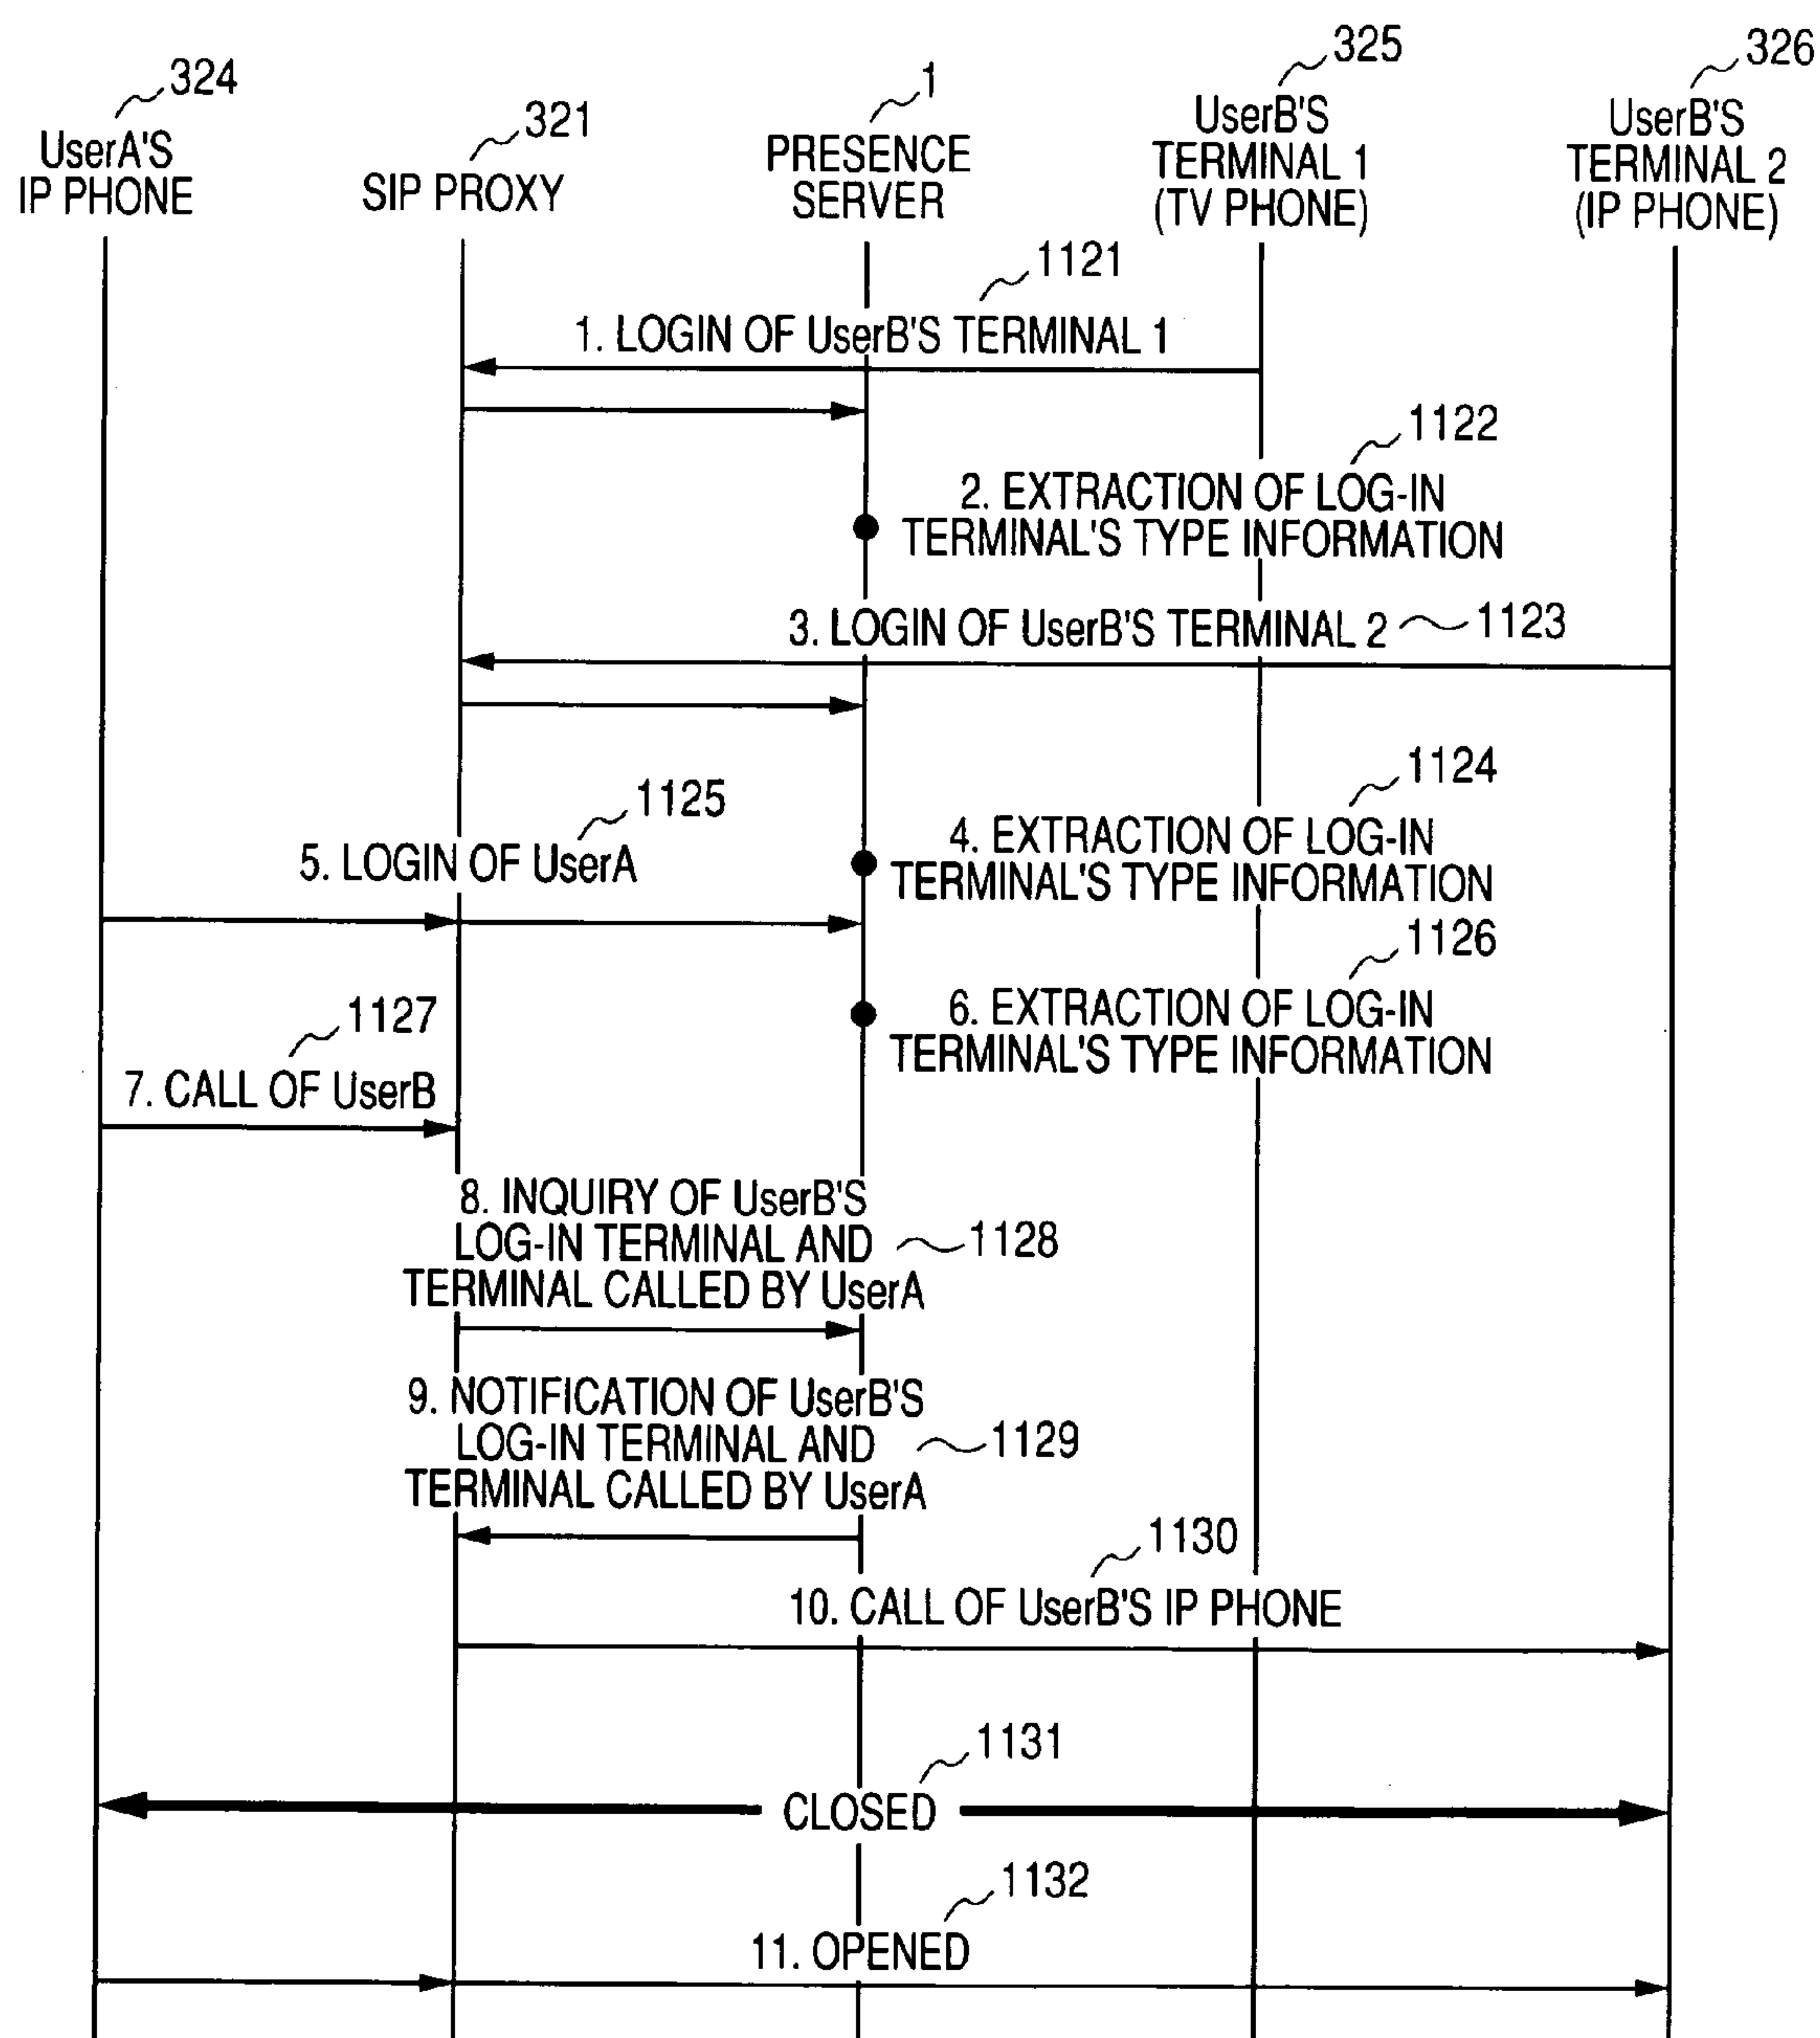 324
UserA'S
IP PHONE
321
SIP PROXY
1
PRESENCE
SERVER
325
UserB'S
TERMINAL 1
(TV PHONE)
326
UserB'S
TERMINAL 2
(IP PHONE)
1121
1. LOGIN OF UserB'S TERMINAL 1
1122
2. EXTRACTION OF LOG-IN
TERMINAL'S TYPE INFORMATION
3. LOGIN OF UserB'S TERMINAL 2 1123
1124
4. EXTRACTION OF LOG-IN
TERMINAL'S TYPE INFORMATION
1125
5. LOGIN OF UserA
1126
6. EXTRACTION OF LOG-IN
TERMINAL'S TYPE INFORMATION
1127
7. CALL OF UserB
8. INQUIRY OF UserB'S
LOG-IN TERMINAL AND 1128
TERMINAL CALLED BY UserA
9. NOTIFICATION OF UserB'S
LOG-IN TERMINAL AND 1129
TERMINAL CALLED BY UserA
1130
10. CALL OF UserB'S IP PHONE
1131
CLOSED
1132
11. OPENED